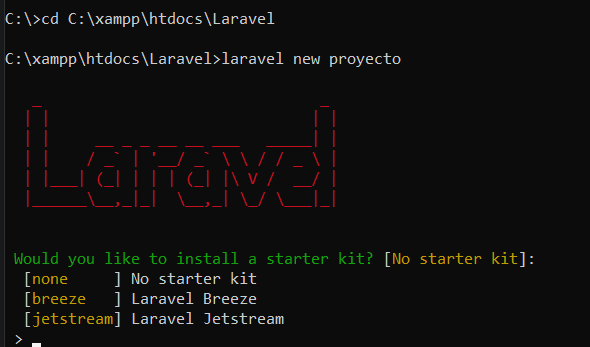 C:\>cd C:\xampp\htdocs\Laravel
C:\xampp\htdocs\Laravel>laravel new proyecto
Laravel
Would you like to install a starter kit? [No starter kit]:
[none     ] No starter kit
[breeze   ] Laravel Breeze
[jetstream] Laravel Jetstream
>